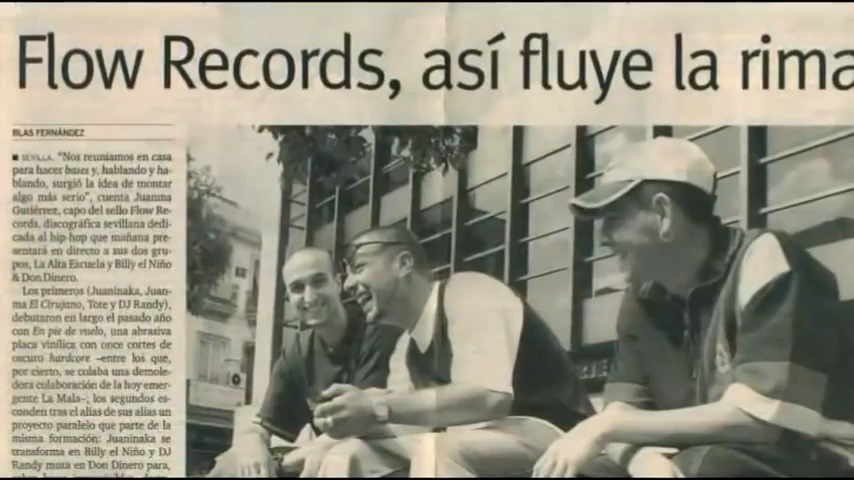 Flow Records, así fluye la rima
BLAS FERNÁNDEZ
■ SEVILLA. "Nos reuníamos en casa
para hacer bases y, hablando y ha-
blando, surgió la idea de montar
algo más serio", cuenta Juanma
Gutiérrez, capo del sello Flow Re-
cords, discográfica sevillana dedi-
cada al hip-hop que mañana pre-
sentará en directo a sus dos gru-
pos, La Alta Escuela y Billy el Niño
& Don Dinero.
Los primeros (Juaninaka, Juan-
ma El Cirujano, Tote y DJ Randy),
debutaron en largo el pasado año
con En pie de vuelo, una abrasiva
placa vinílica con once cortes de
oscuro hardcore –entre los que,
por cierto, se colaba una demole-
dora colaboración de la hoy emer-
gente La Mala–; los segundos es-
conden tras el alias de sus alias un
proyecto paralelo que parte de la
misma formación: Juaninaka se
transforma en Billy el Niño y DJ
Randy muta en Don Dinero para,